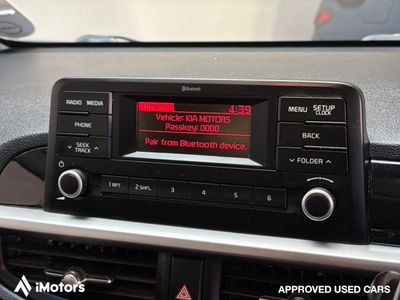 Bluetooth
RADIO MEDIA
PHONE
SEEK
TRACK
4:39
Vehicle: KIA MOTORS
Passkey: 0000
Pair from Bluetooth device.
MENU SETUP
CLOCK
BACK
FOLDER
1 RPT 2 SHFL 3 4 5 6
iMotors
APPROVED USED CARS